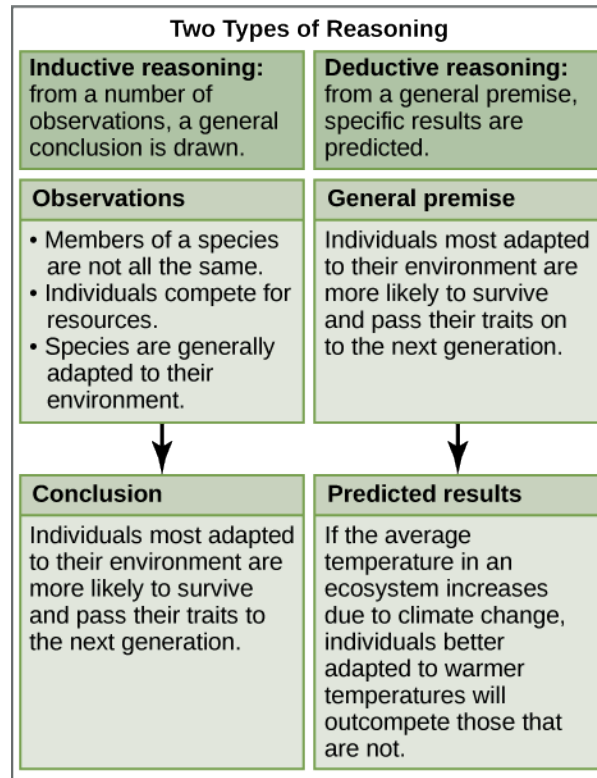 Two Types of Reasoning
Inductive reasoning:
from a number of
observations, a general
conclusion is drawn.
Deductive reasoning:
from a general premise,
specific results are
predicted.
Observations
• Members of a species
are not all the same.
• Individuals compete for
resources.
• Species are generally
adapted to their
environment.
General premise
Individuals most adapted
to their environment are
more likely to survive
and pass their traits on
to the next generation.
Conclusion
Individuals most adapted
to their environment are
more likely to survive
and pass their traits to
the next generation.
Predicted results
If the average
temperature in an
ecosystem increases
due to climate change,
individuals better
adapted to warmer
temperatures will
outcompete those that
are not.